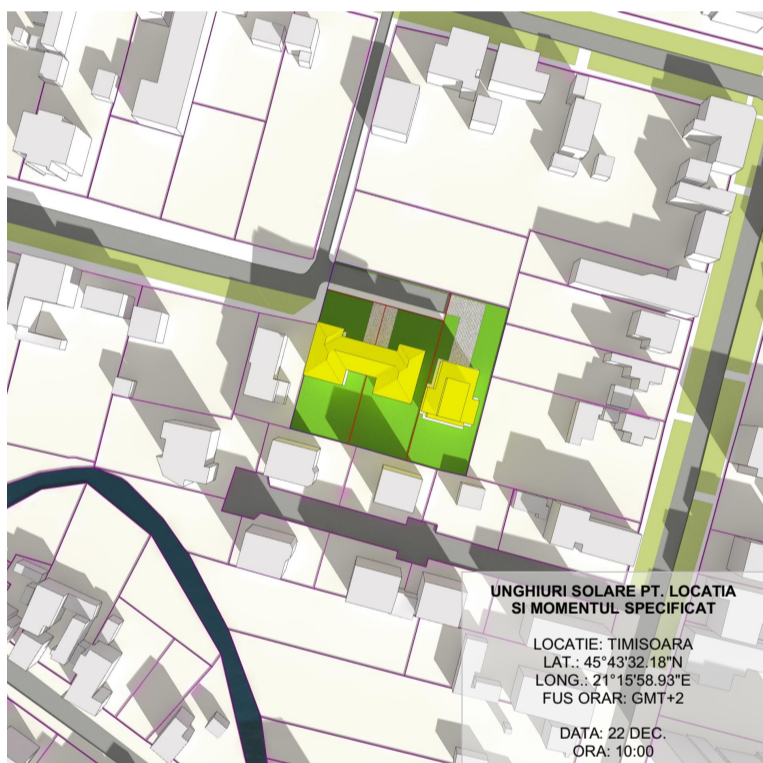 UNGHIURI SOLARE PT. LOCATIA
SI MOMENTUL SPECIFICAT
LOCATIE: TIMISOARA
LAT.: 45°43'32.18"N
LONG.: 21°15'58.93"E
FUS ORAR: GMT+2
DATA: 22 DEC.
ORA: 10:00